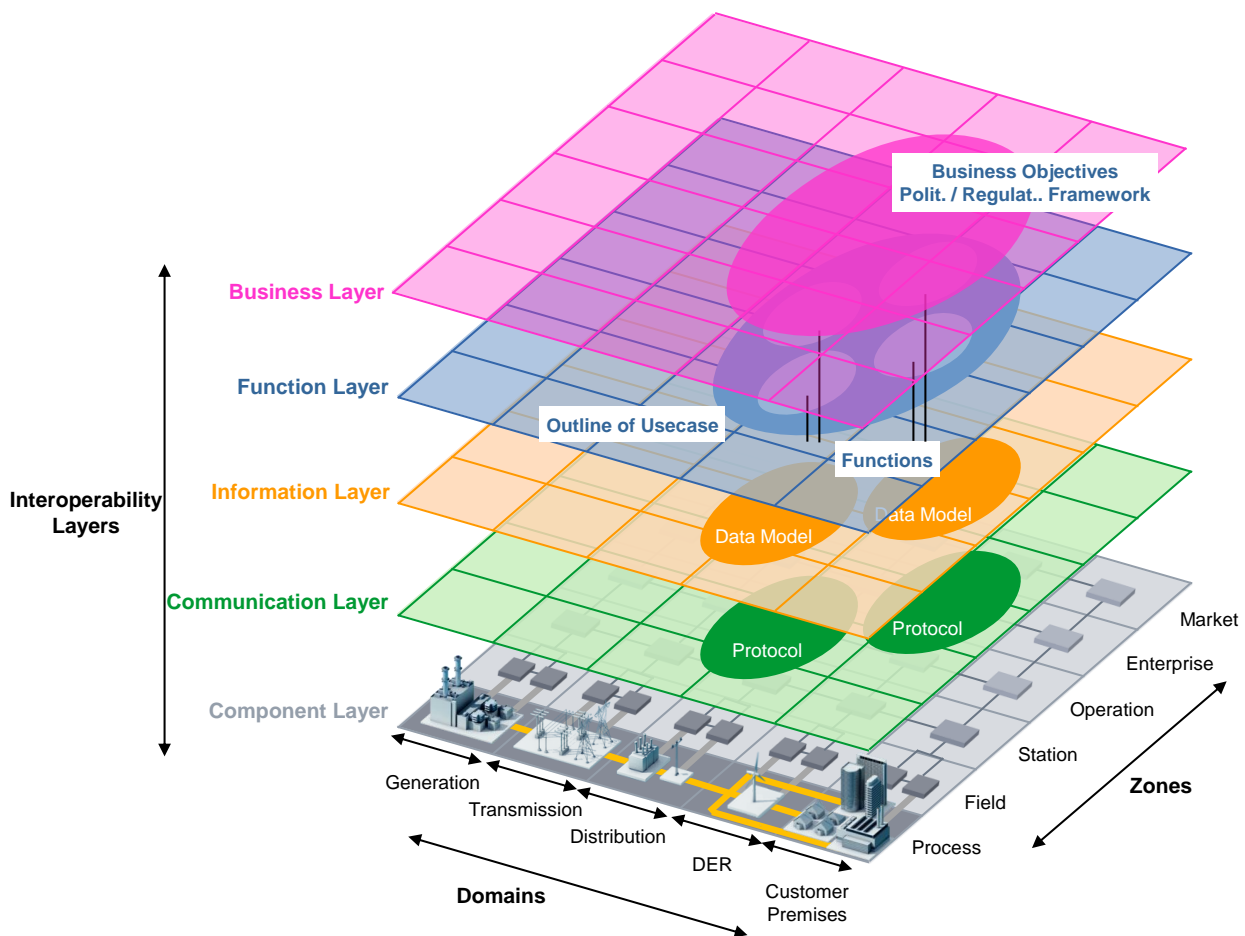 Business Objectives
Polit. / Regulat.. Framework
Business Layer
Function Layer
Outline of Usecase
Functions
Interoperability
Layers
Information Layer
Data Model
Data Model
Communication Layer
Protocol
Protocol
Component Layer
Market
Enterprise
Operation
Station
Field
Process
Zones
Generation
Transmission
Distribution
DER
Customer
Premises
Domains